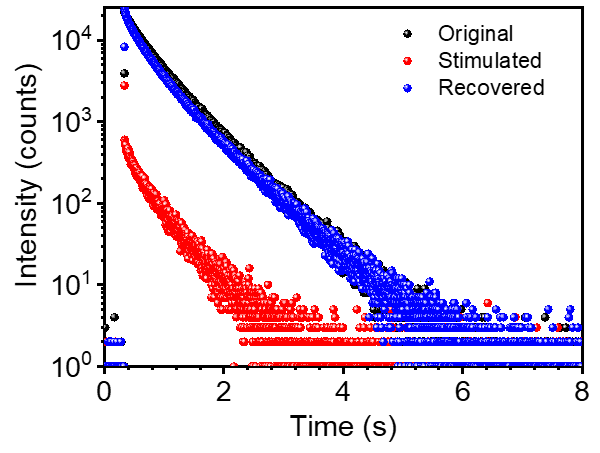 Original
Stimulated
Recovered
10⁴
10³
10²
10¹
10⁰
Intensity (counts)
0 2 4 6 8
Time (s)